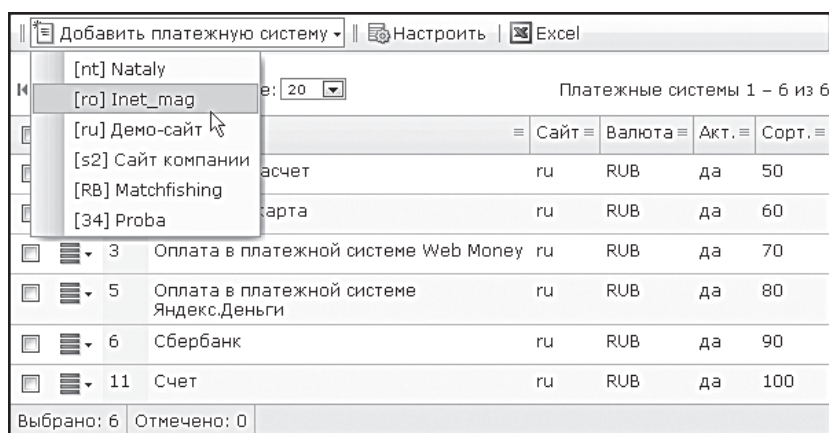 Добавить платежную систему Настроить Excel
[nt] Nataly
[ro] Inet_mag
[ru] Демо-сайт
[s2] Сайт компании
[RB] Matchfishing
[34] Proba
е: 20 Платежные системы 1 – 6 из 6
Сайт Валюта Акт. Сорт.
асчет ru RUB да 50
карта ru RUB да 60
3 Оплата в платежной системе Web Money ru RUB да 70
5 Оплата в платежной системе Яндекс.Деньги ru RUB да 80
6 Сбербанк ru RUB да 90
11 Счет ru RUB да 100
Выбрано: 6 Отмечено: 0